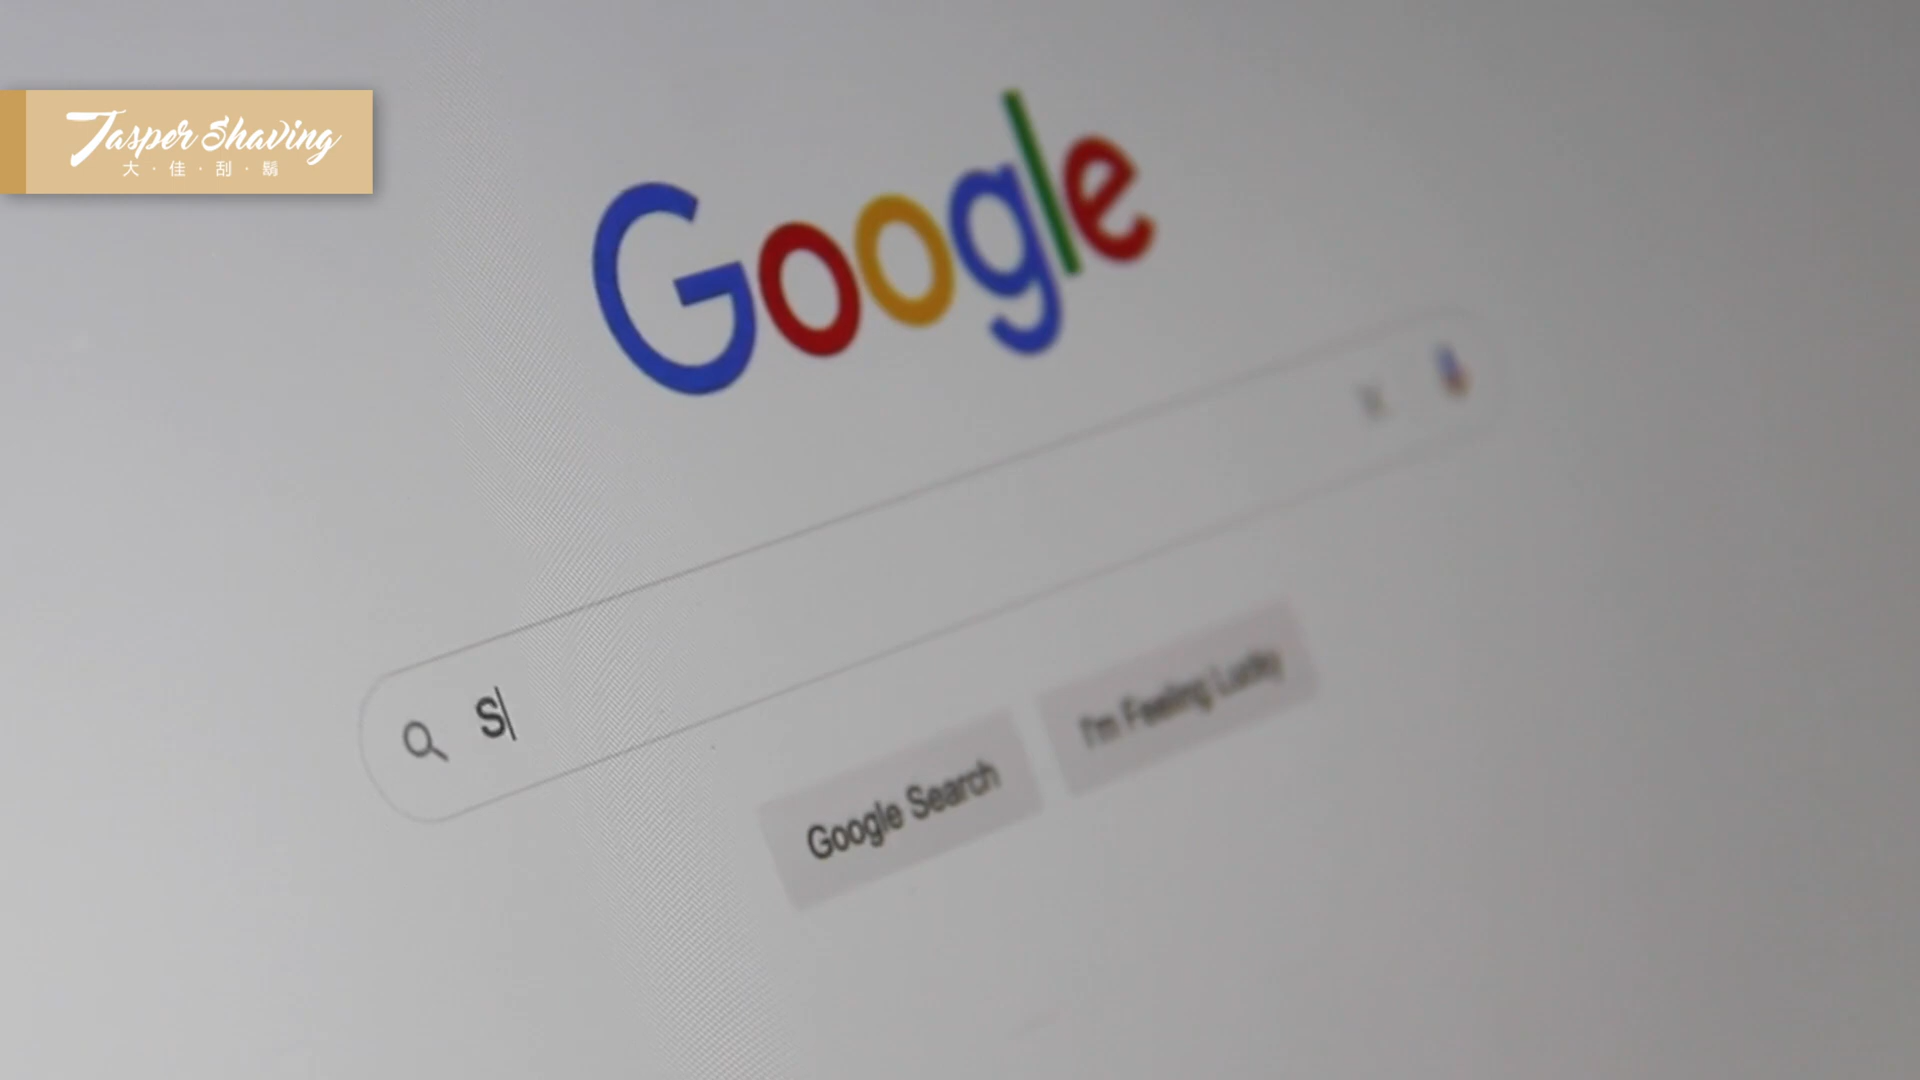 Jasper Shaving
大·佳·刮·鬍
Google
S
Google Search
I'm Feeling Lucky